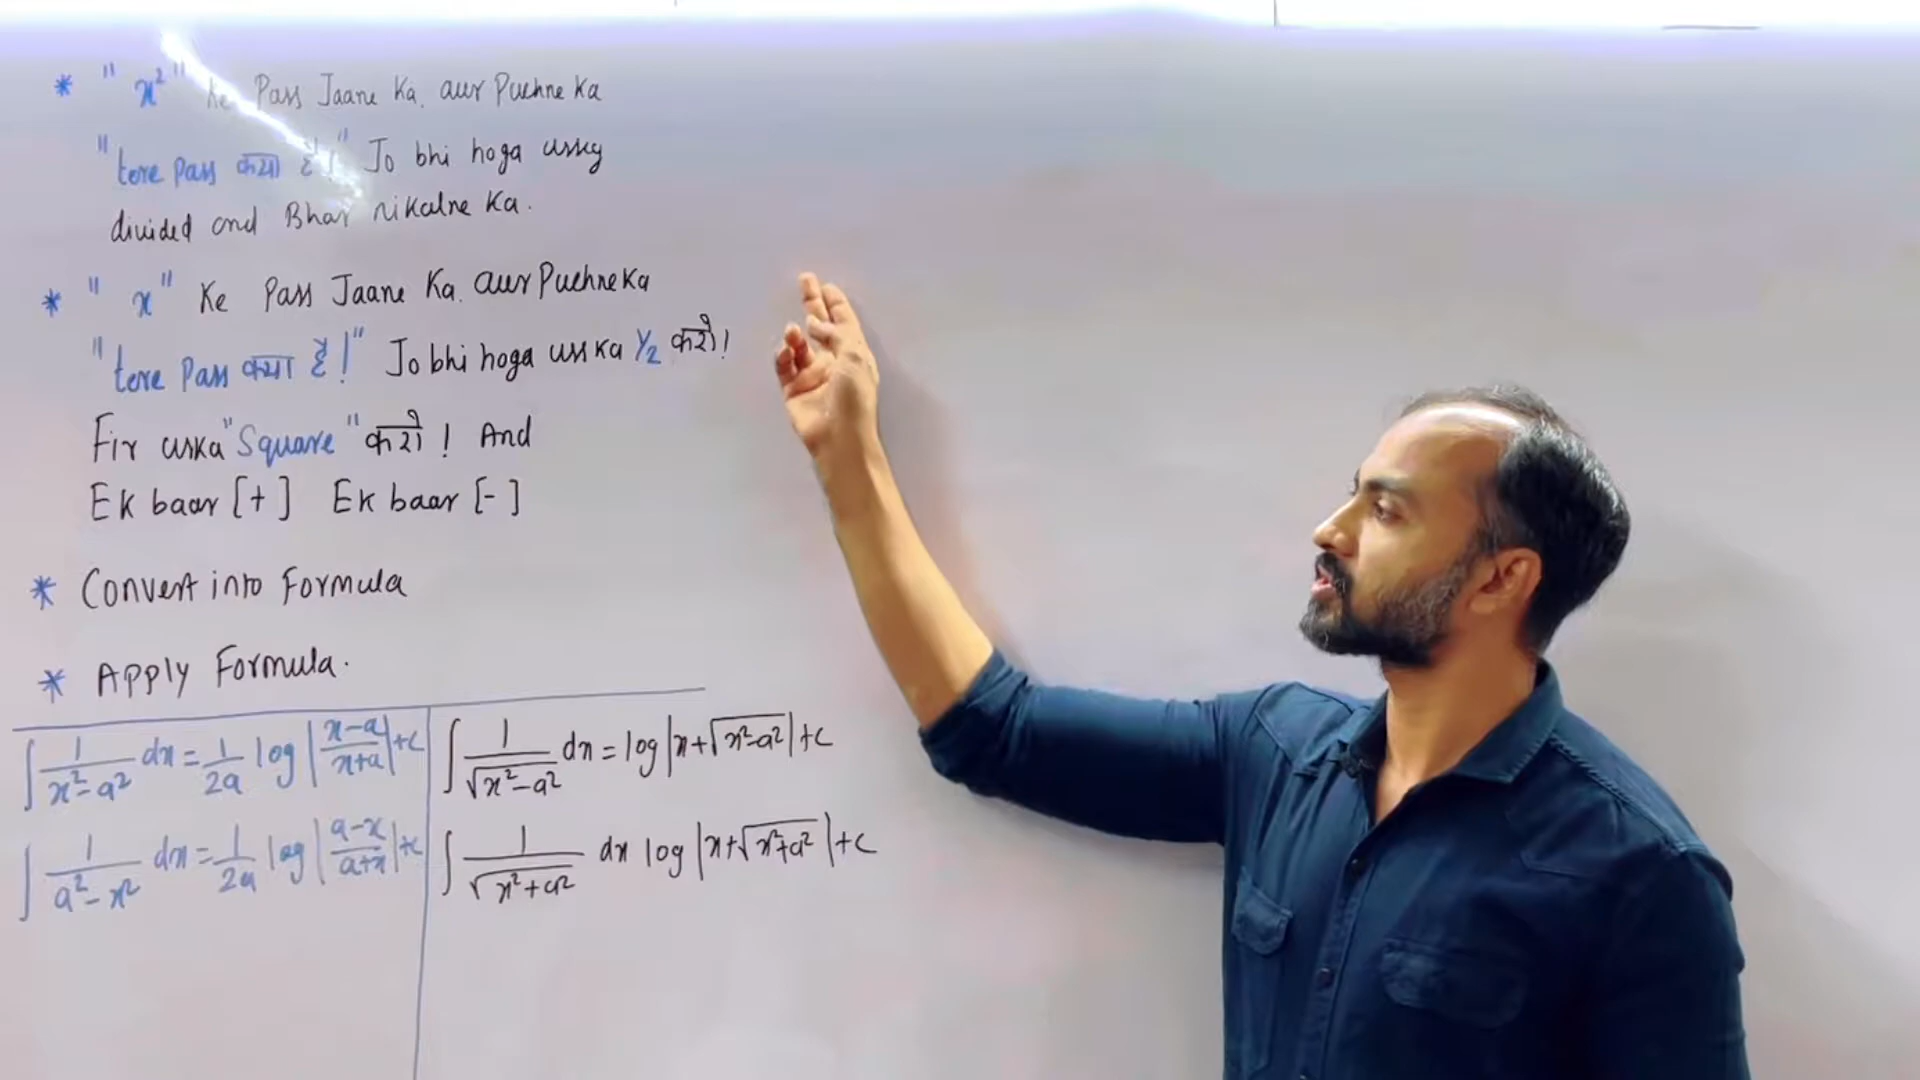 * "x²" Ke Pass Jaane Ka. aur Puchne Ka
"tere Pass क्या है!" Jo bhi hoga usky
divided and Bhar nikalne Ka.
* "x" Ke Pass Jaane Ka. aur Puchne Ka
"tere Pass क्या है!" Jo bhi hoga uska 1/2 करो!
Fir uska "Square" करो! And
Ek baar [+] Ek baar [-]
* Convert into Formula
* Apply Formula.
∫ 1/(x²-a²) dx = 1/2a log |(x-a)/(x+a)| +c
∫ 1/(a²-x²) dx = 1/2a log |(a-x)/(a+x)| +c
∫ 1/√(x²-a²) dx = log |x+√(x²-a²)| +c
∫ 1/√(x²+a²) dx log |x+√(x²+a²)| +c